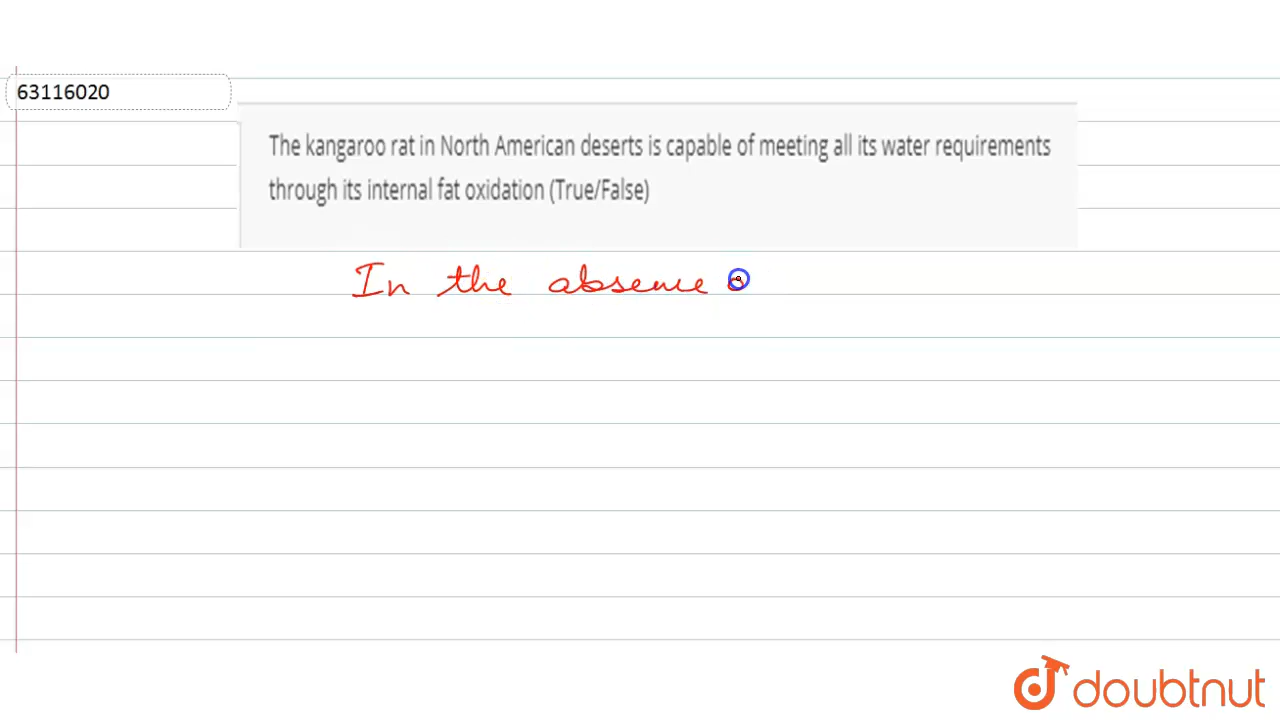 63116020
The kangaroo rat in North American deserts is capable of meeting all its water requirements
through its internal fat oxidation (True/False)
In the absence o
doubtnut